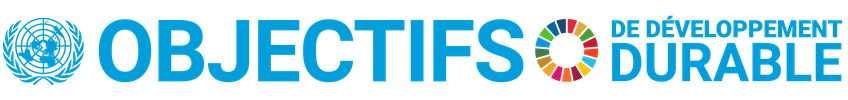 OBJECTIFS
DE DÉVELOPPEMENT
DURABLE